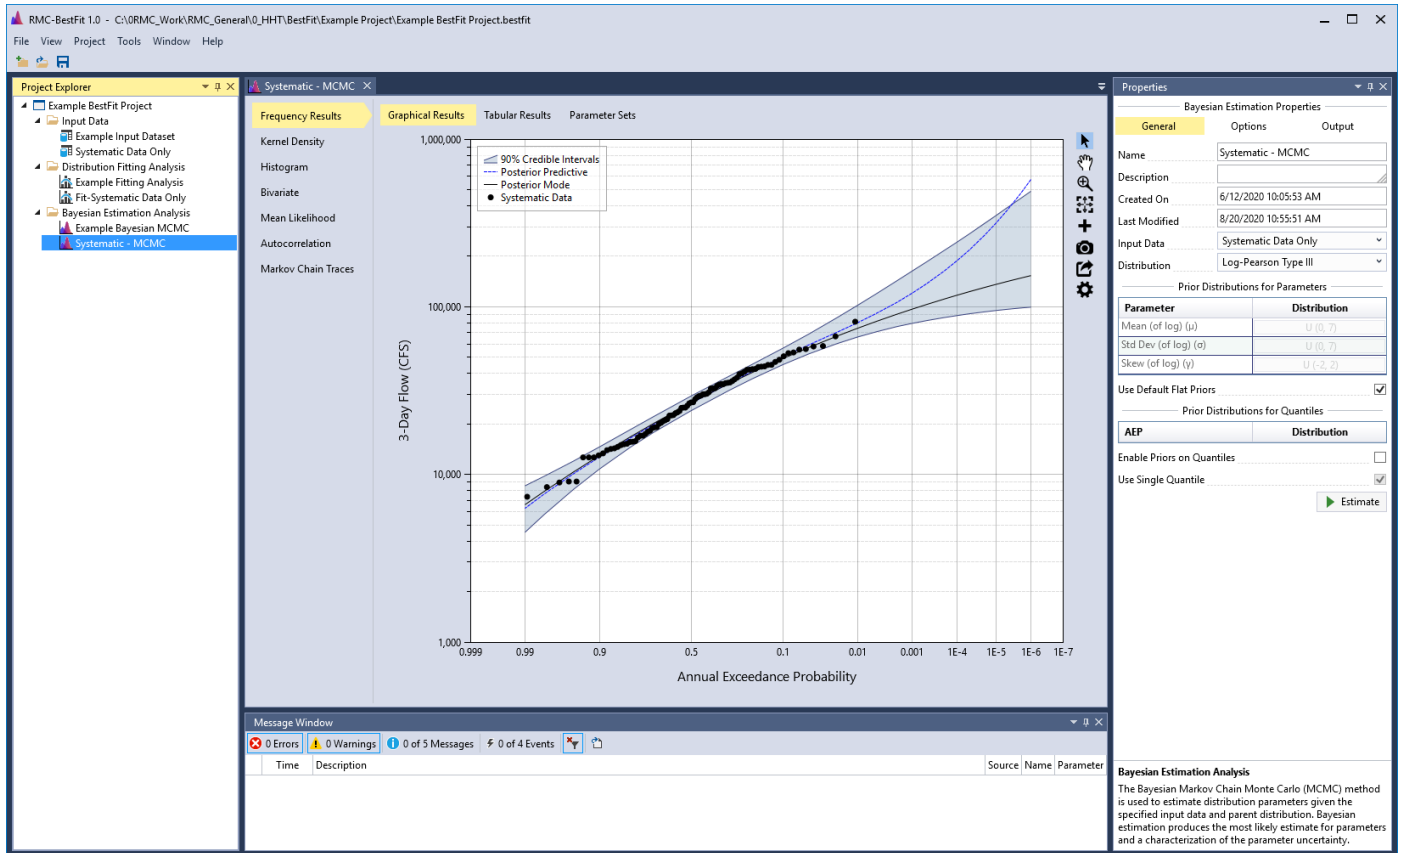 RMC-BestFit 1.0 - C:\0RMC_Work\RMC_General\0_HHT\BestFit\Example Project\Example BestFit Project.bestfit
File View Project Tools Window Help
Project Explorer
Example BestFit Project
Input Data
Example Input Dataset
Systematic Data Only
Distribution Fitting Analysis
Example Fitting Analysis
Fit-Systematic Data Only
Bayesian Estimation Analysis
Example Bayesian MCMC
Systematic - MCMC
Systematic - MCMC
Frequency Results
Kernel Density
Histogram
Bivariate
Mean Likelihood
Autocorrelation
Markov Chain Traces
Graphical Results Tabular Results Parameter Sets
90% Credible Intervals
Posterior Predictive
Posterior Mode
Systematic Data
1,000,000
100,000
10,000
1,000
3-Day Flow (CFS)
0.999 0.99 0.9 0.5 0.1 0.01 0.001 1E-4 1E-5 1E-6 1E-7
Annual Exceedance Probability
Message Window
0 Errors 0 Warnings 0 of 5 Messages 0 of 4 Events
Time Description Source Name Parameter
Properties
Bayesian Estimation Properties
General Options Output
Name Systematic - MCMC
Description
Created On 6/12/2020 10:05:53 AM
Last Modified 8/20/2020 10:55:51 AM
Input Data Systematic Data Only
Distribution Log-Pearson Type III
Prior Distributions for Parameters
Parameter Distribution
Mean (of log) (µ) U (0, 7)
Std Dev (of log) (σ) U (0, 7)
Skew (of log) (γ) U (-2, 2)
Use Default Flat Priors
Prior Distributions for Quantiles
AEP Distribution
Enable Priors on Quantiles
Use Single Quantile
Estimate
Bayesian Estimation Analysis
The Bayesian Markov Chain Monte Carlo (MCMC) method
is used to estimate distribution parameters given the
specified input data and parent distribution. Bayesian
estimation produces the most likely estimate for parameters
and a characterization of the parameter uncertainty.